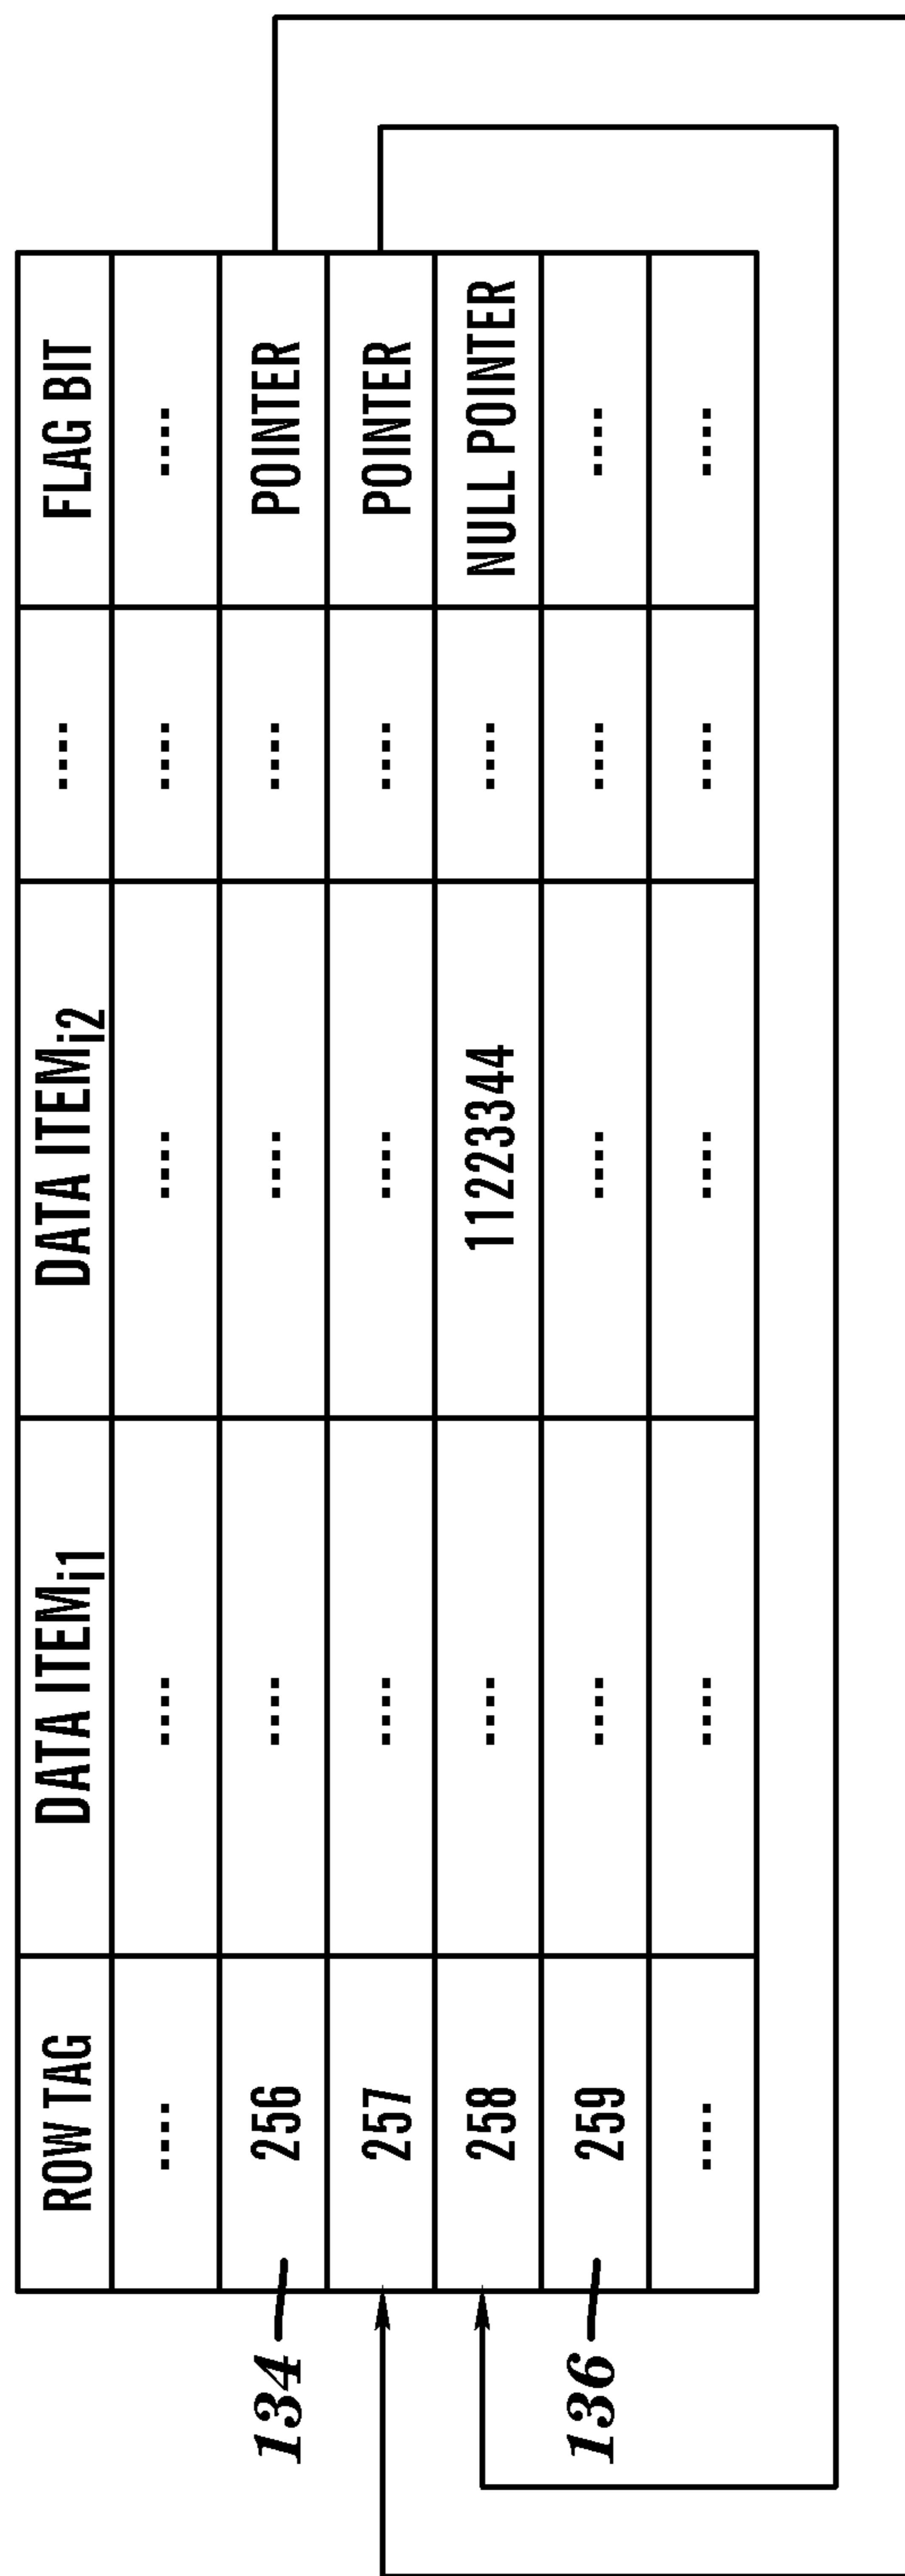 ROW TAG DATA ITEMi1 DATA ITEMi2 .... FLAG BIT
.... .... .... .... ....
134 256 .... .... .... POINTER
257 .... .... .... POINTER
258 .... 11223344 .... NULL POINTER
136 259 .... .... .... ....
.... .... .... .... ....